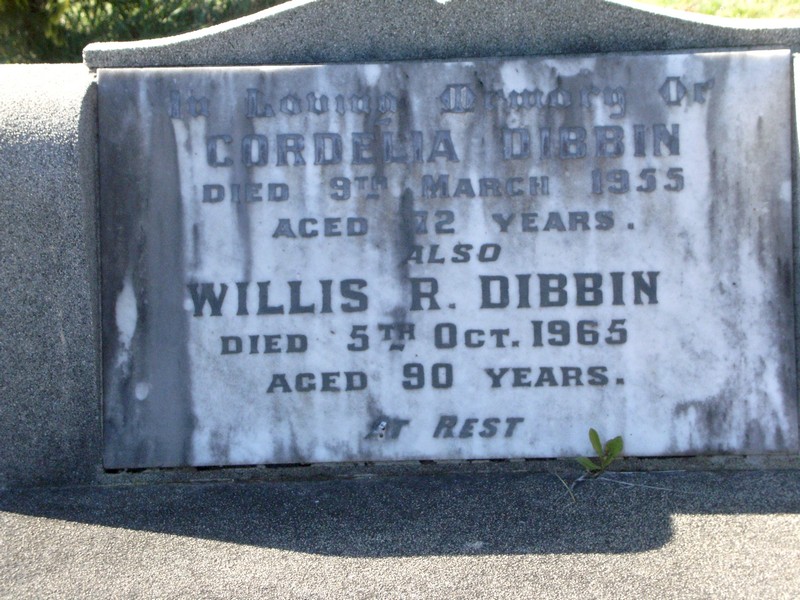 In Loving Memory Of
CORDELIA DIBBIN
DIED 9TH MARCH 1955
AGED 72 YEARS.
ALSO
WILLIS R. DIBBIN
DIED 5TH OCT. 1965
AGED 90 YEARS.
AT REST